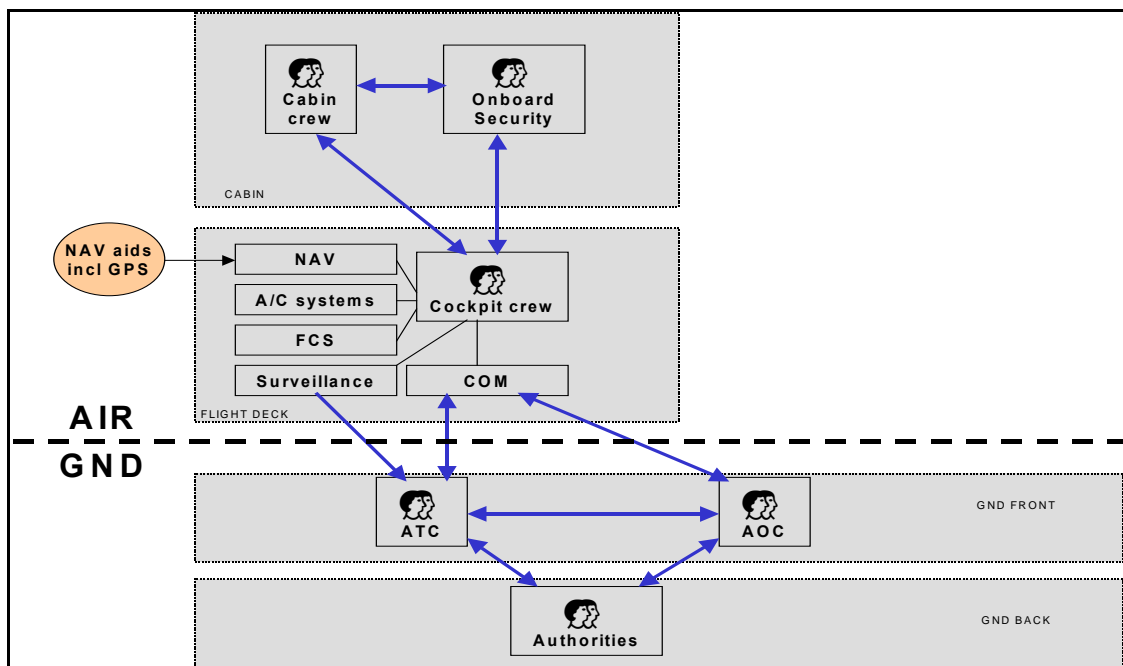 Cabin
crew
Onboard
Security
CABIN
NAV aids
incl GPS
NAV
A/C systems
FCS
Surveillance
Cockpit crew
COM
FLIGHT DECK
AIR
GND
ATC
AOC
GND FRONT
Authorities
GND BACK